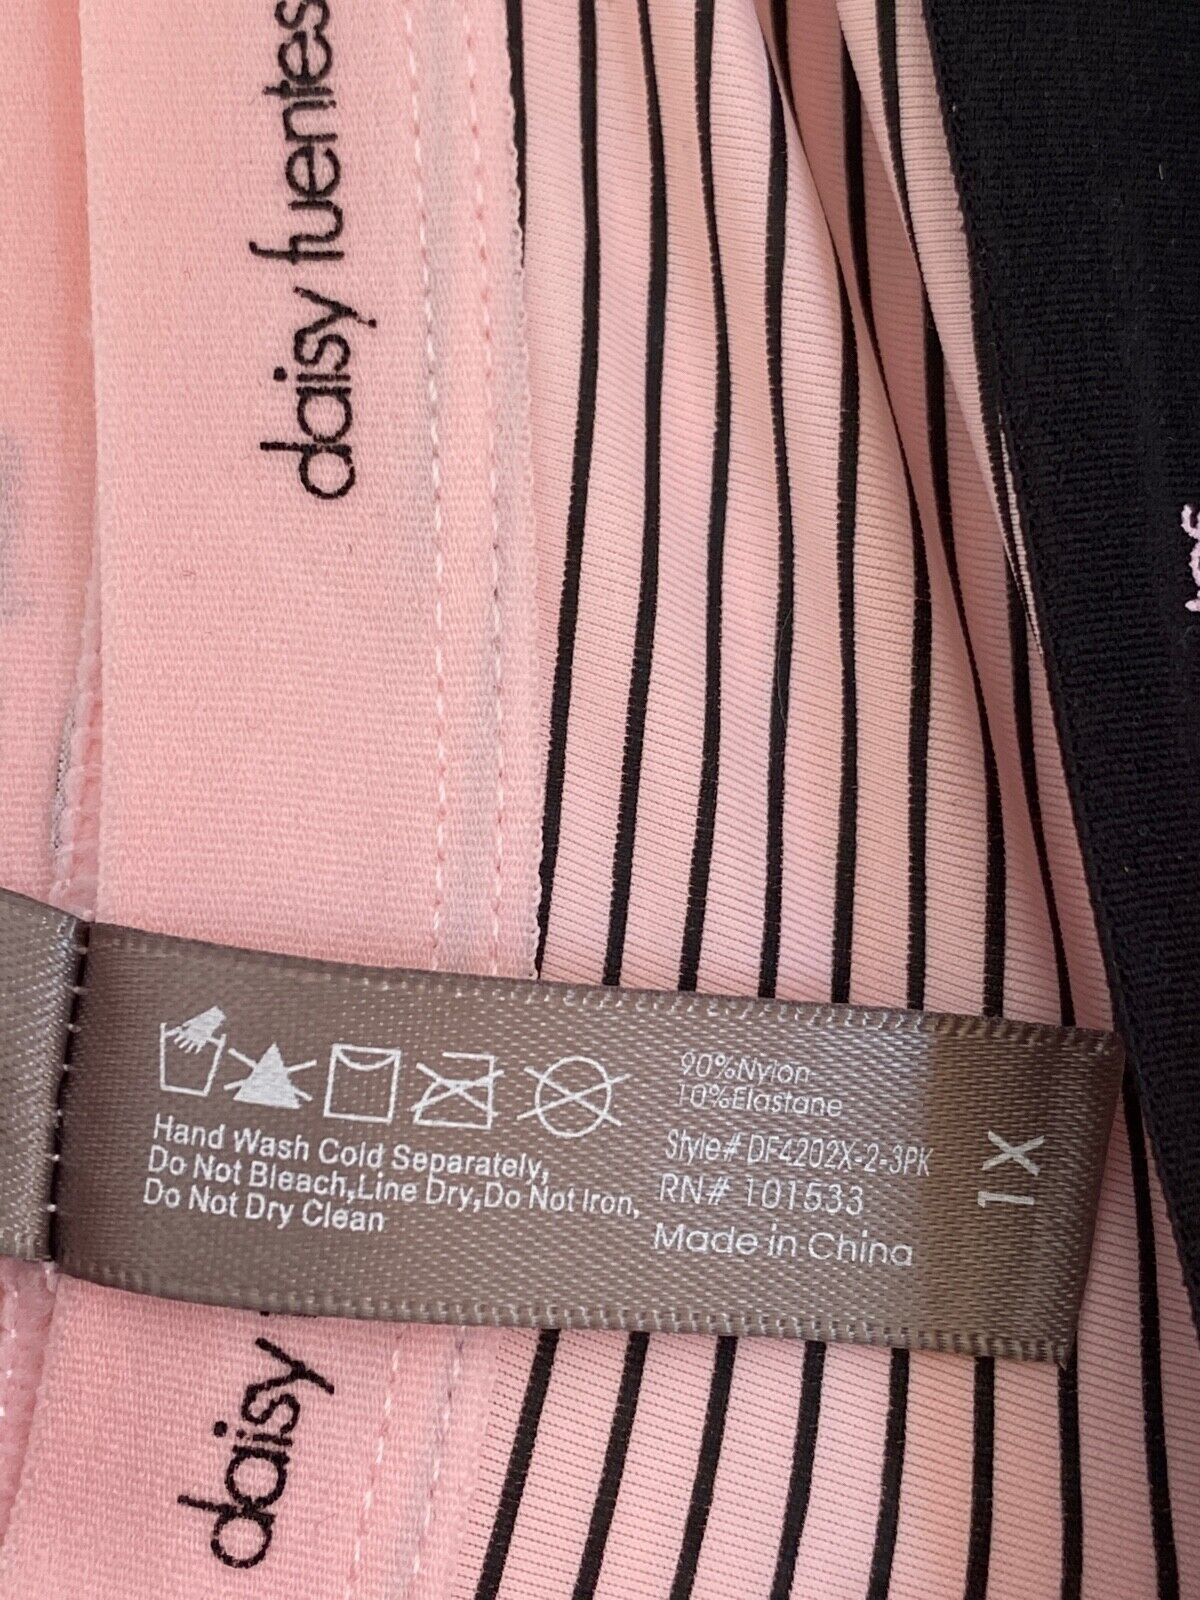 daisy fuentes
Hand Wash Cold Separately,
Do Not Bleach,Line Dry,Do Not Iron,
Do Not Dry Clean
90%Nylon
10%Elastane
Style# DF4202X-2-3PK
RN# 101533
Made in China
1X
daisy